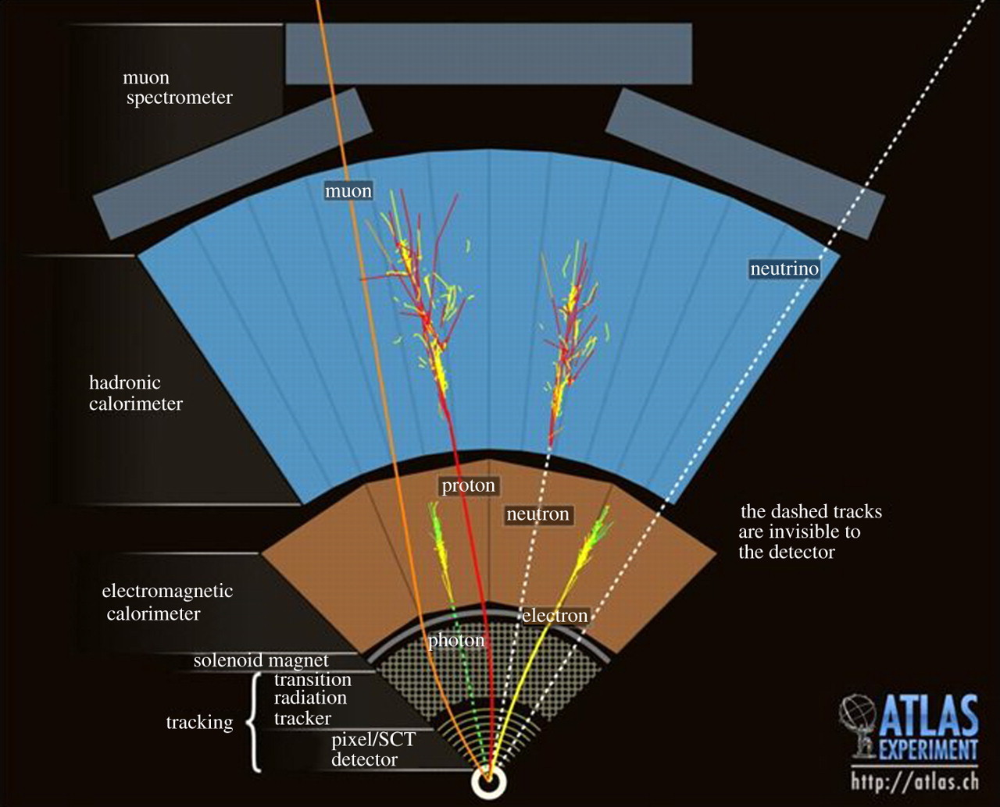 muon
spectrometer
muon
neutrino
hadronic
calorimeter
proton
neutron
the dashed tracks
are invisible to
the detector
electromagnetic
calorimeter
electron
photon
solenoid magnet
transition
radiation
tracker
tracking
pixel/SCT
detector
ATLAS
EXPERIMENT
http://atlas.ch